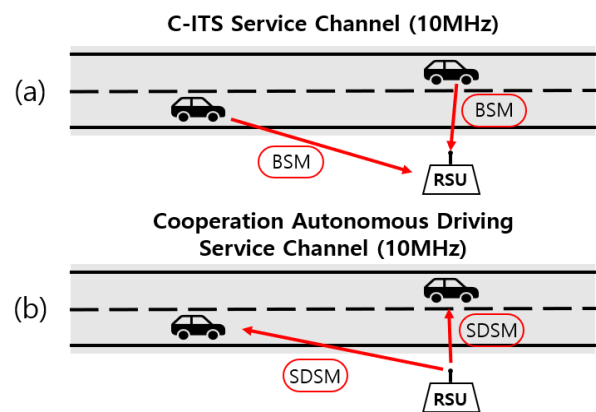 C-ITS Service Channel (10MHz)
(a)
BSM
BSM
RSU
Cooperation Autonomous Driving
Service Channel (10MHz)
(b)
SDSM
SDSM
RSU